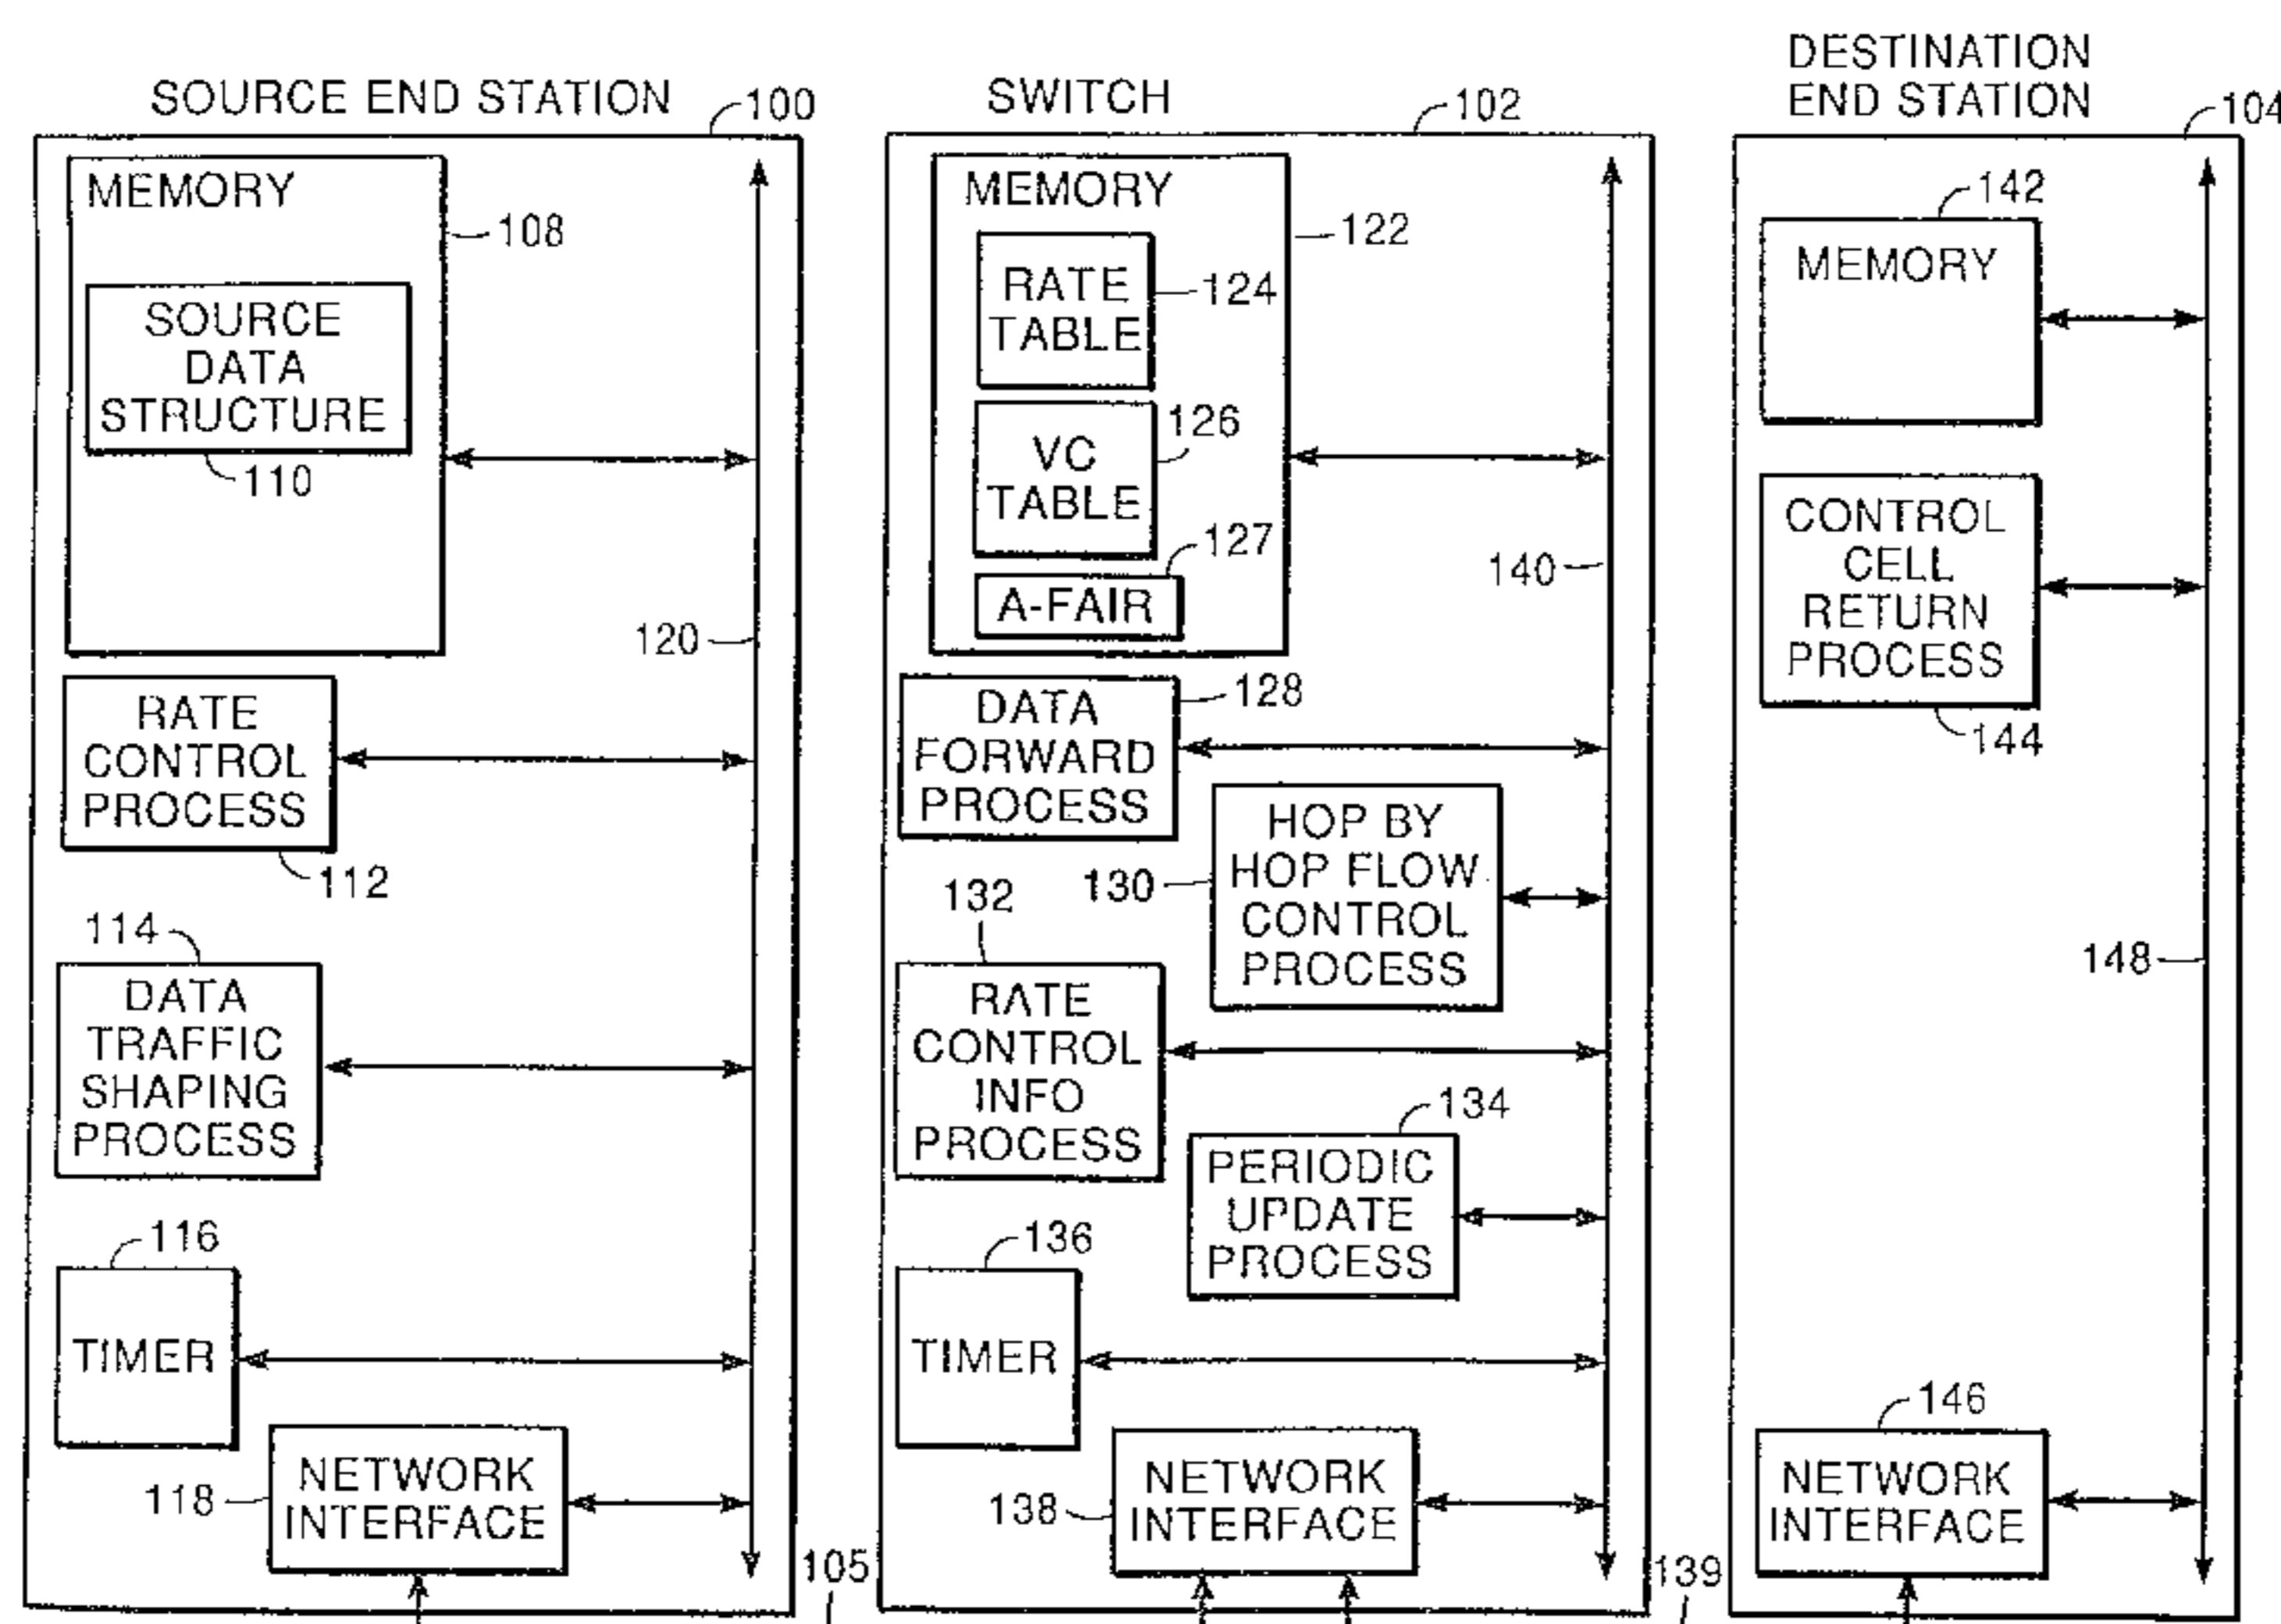 SOURCE END STATION
100
MEMORY
108
SOURCE
DATA
STRUCTURE
110
120
RATE
CONTROL
PROCESS
112
114
DATA
TRAFFIC
SHAPING
PROCESS
116
TIMER
118
NETWORK
INTERFACE
105
SWITCH
102
MEMORY
122
RATE
TABLE
124
126
VC
TABLE
127
A-FAIR
140
128
DATA
FORWARD
PROCESS
HOP BY
HOP FLOW
CONTROL
PROCESS
130
132
RATE
CONTROL
INFO
PROCESS
134
PERIODIC
UPDATE
PROCESS
136
TIMER
138
NETWORK
INTERFACE
139
DESTINATION
END STATION
104
142
MEMORY
CONTROL
CELL
RETURN
PROCESS
144
148
146
NETWORK
INTERFACE